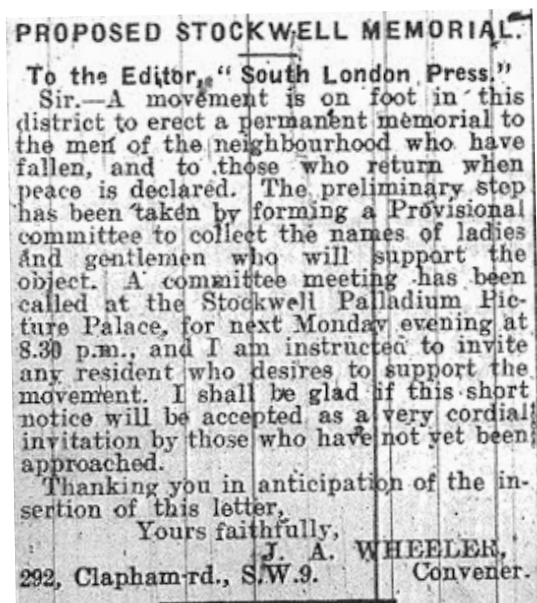 PROPOSED STOCKWELL MEMORIAL.
To the Editor, "South London Press."
Sir.—A movement is on foot in this
district to erect a permanent memorial to
the men of the neighbourhood who have
fallen, and to those who return when
peace is declared. The preliminary step
has been taken by forming a Provisional
committee to collect the names of ladies
and gentlemen who will support the
object. A committee meeting has been
called at the Stockwell Palladium Pic-
ture Palace, for next Monday evening at
8.30 p.m., and I am instructed to invite
any resident who desires to support the
movement. I shall be glad if this short
notice will be accepted as a very cordial
invitation by those who have not yet been
approached.
Thanking you in anticipation of the in-
sertion of this letter,
Yours faithfully,
J. A. WHEELER,
292, Clapham-rd., S.W.9. Convener.